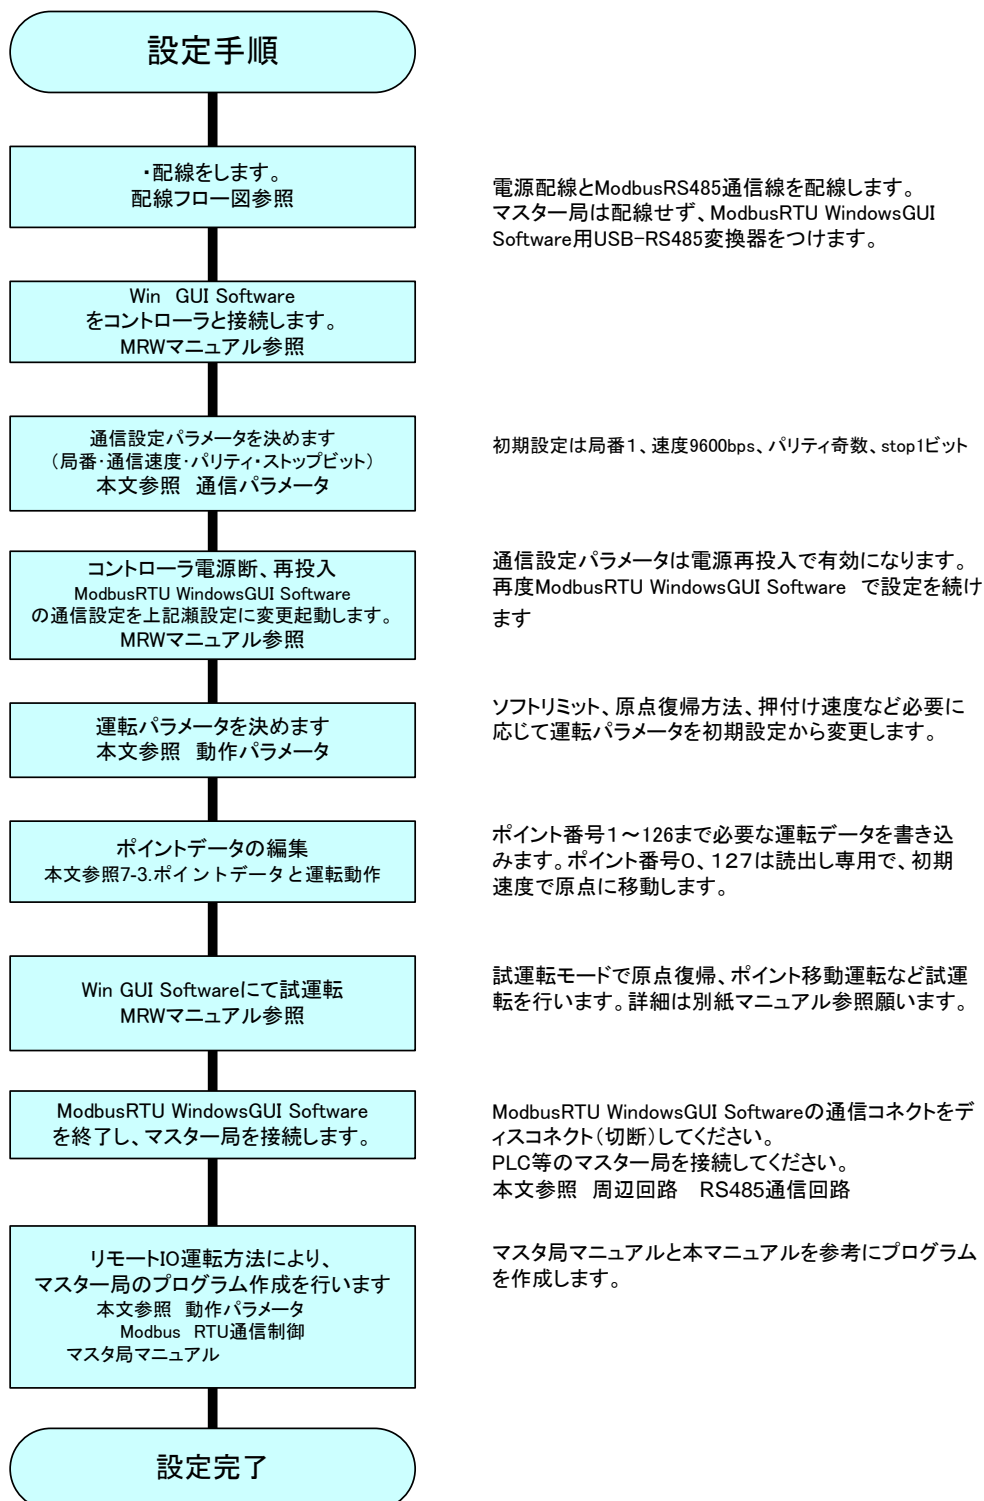 設定手順
・配線をします。
配線フロー図参照
電源配線とModbusRS485通信線を配線します。
マスター局は配線せず、ModbusRTU WindowsGUI
Software用USB-RS485変換器をつけます。
Win GUI Software
をコントローラと接続します。
MRWマニュアル参照
通信設定パラメータを決めます
（局番・通信速度・パリティ・ストップビット）
本文参照 通信パラメータ
初期設定は局番１、速度9600bps、パリティ奇数、stop1ビット
コントローラ電源断、再投入
ModbusRTU WindowsGUI Software
の通信設定を上記瀬設定に変更起動します。
MRWマニュアル参照
通信設定パラメータは電源再投入で有効になります。
再度ModbusRTU WindowsGUI Software で設定を続け
ます
運転パラメータを決めます
本文参照 動作パラメータ
ソフトリミット、原点復帰方法、押付け速度など必要に
応じて運転パラメータを初期設定から変更します。
ポイントデータの編集
本文参照7-3.ポイントデータと運転動作
ポイント番号１～126まで必要な運転データを書き込
みます。ポイント番号０、１２７は読出し専用で、初期
速度で原点に移動します。
Win GUI Softwareにて試運転
MRWマニュアル参照
試運転モードで原点復帰、ポイント移動運転など試運
転を行います。詳細は別紙マニュアル参照願います。
ModbusRTU WindowsGUI Software
を終了し、マスター局を接続します。
ModbusRTU WindowsGUI Softwareの通信コネクトをデ
ィスコネクト（切断）してください。
PLC等のマスター局を接続してください。
本文参照 周辺回路 RS485通信回路
リモートIO運転方法により、
マスター局のプログラム作成を行います
本文参照 動作パラメータ
Modbus RTU通信制御
マスタ局マニュアル
マスタ局マニュアルと本マニュアルを参考にプログラム
を作成します。
設定完了